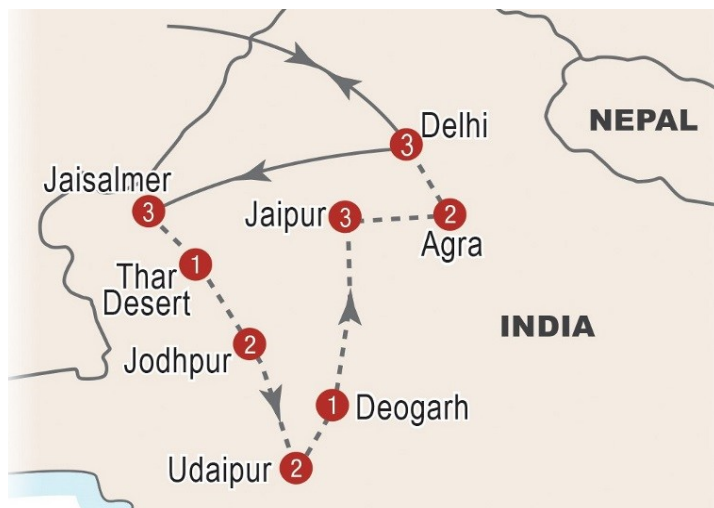 Delhi
3
NEPAL
Jaisalmer
3
Jaipur
3
2
Agra
1
Thar
Desert
INDIA
2
Jodhpur
1
Deogarh
Udaipur
2